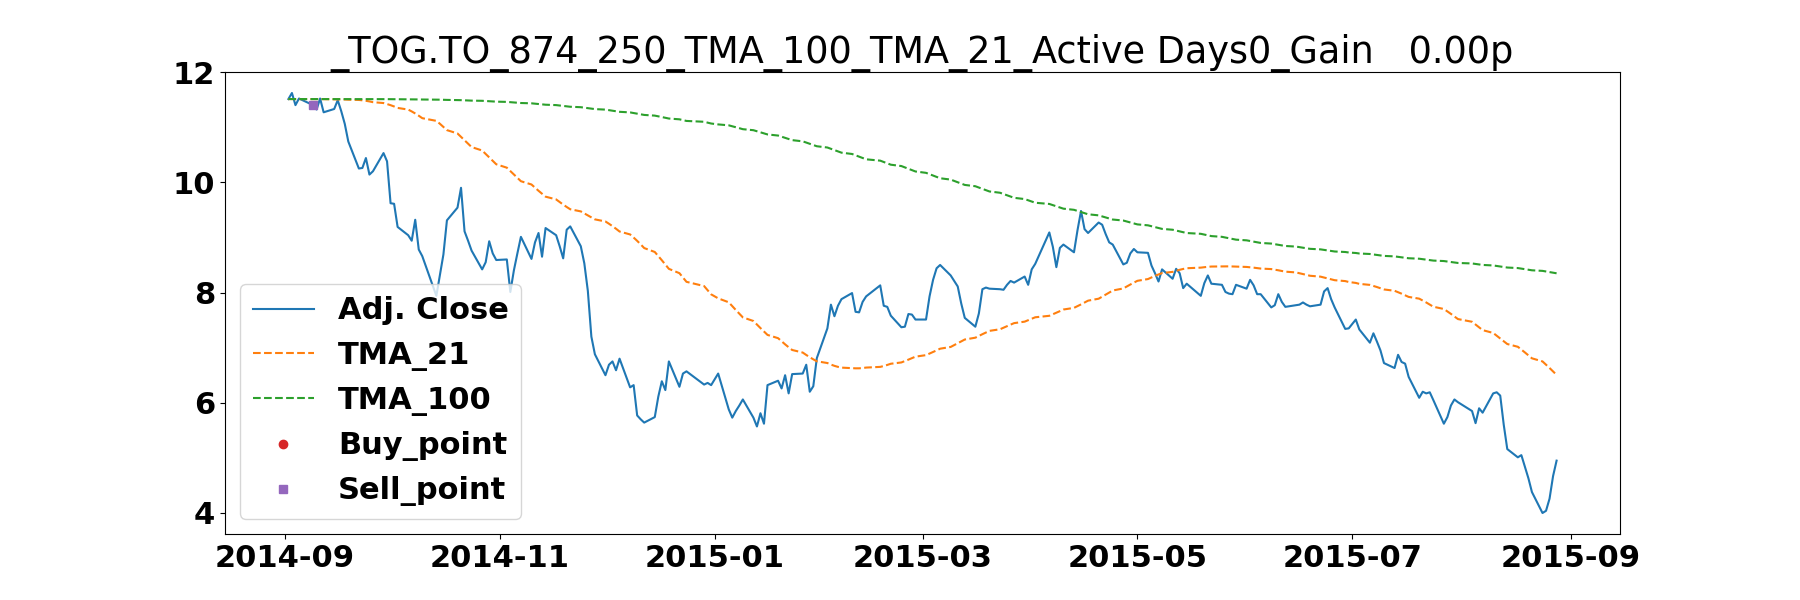 _TOG.TO_874_250_TMA_100_TMA_21_Active Days0_Gain   0.00p
12
10
8
6
4
Adj. Close
TMA_21
TMA_100
Buy_point
Sell_point
2014-09 2014-11 2015-01 2015-03 2015-05 2015-07 2015-09